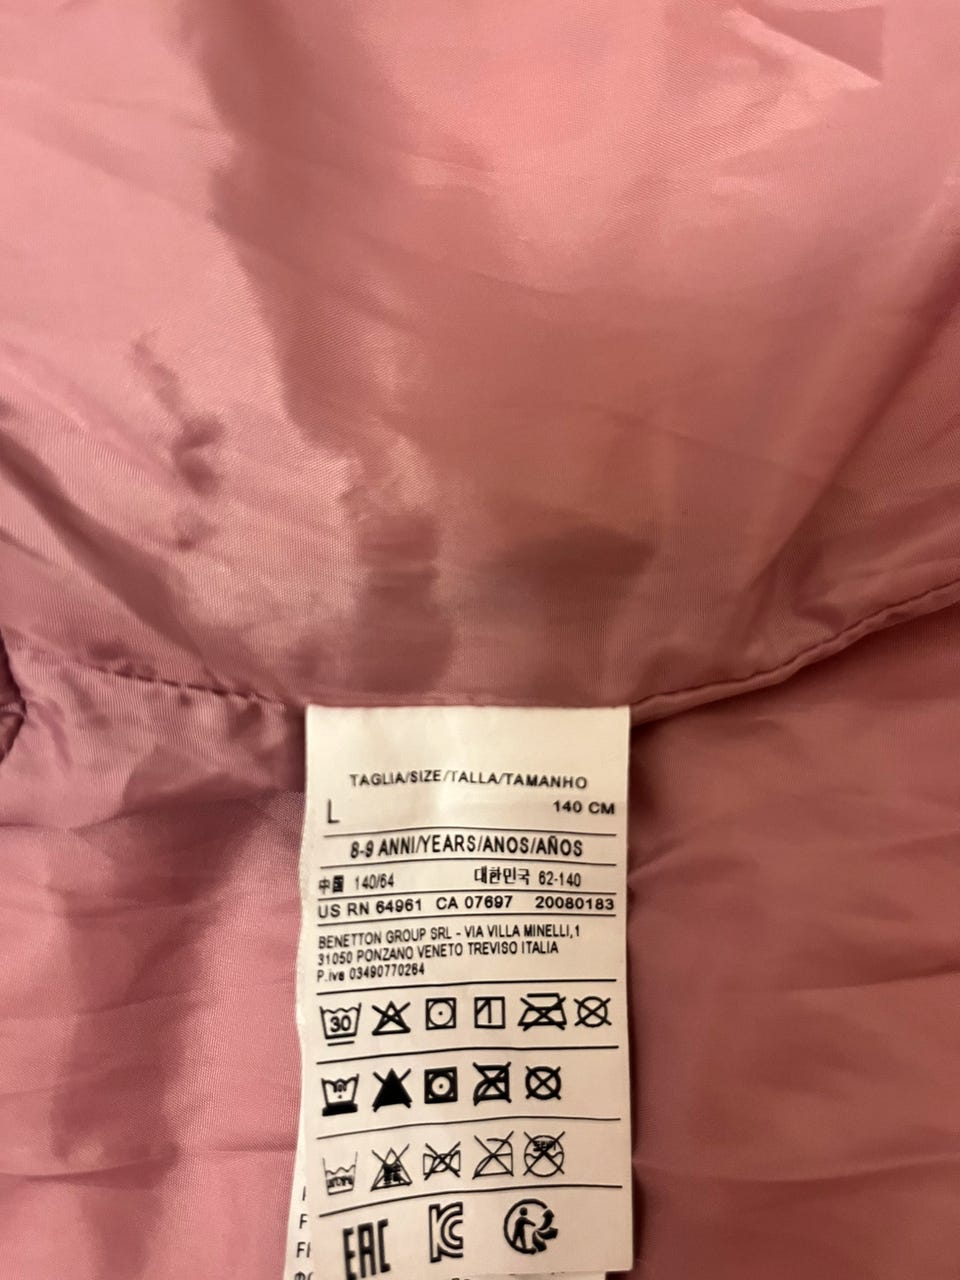 TAGLIA/SIZE/TALLA/TAMANHO
L 140 CM
8-9 ANNI/YEARS/ANOS/AÑOS
中国 140/64 대한민국 62-140
US RN 64961 CA 07697 20080183
BENETTON GROUP SRL - VIA VILLA MINELLI,1
31050 PONZANO VENETO TREVISO ITALIA
P.iva 03490770264
30
EAC